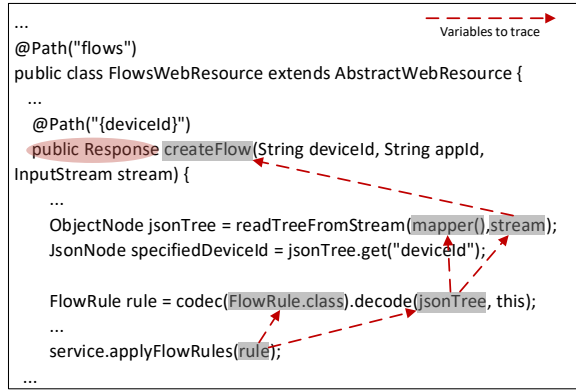 ...
Variables to trace
@Path("flows")
public class FlowsWebResource extends AbstractWebResource {
...
@Path("{deviceId}")
public Response createFlow(String deviceId, String appId,
InputStream stream) {
...
ObjectNode jsonTree = readTreeFromStream(mapper(),stream);
JsonNode specifiedDeviceId = jsonTree.get("deviceId");
FlowRule rule = codec(FlowRule.class).decode(jsonTree, this);
...
service.applyFlowRules(rule);
...